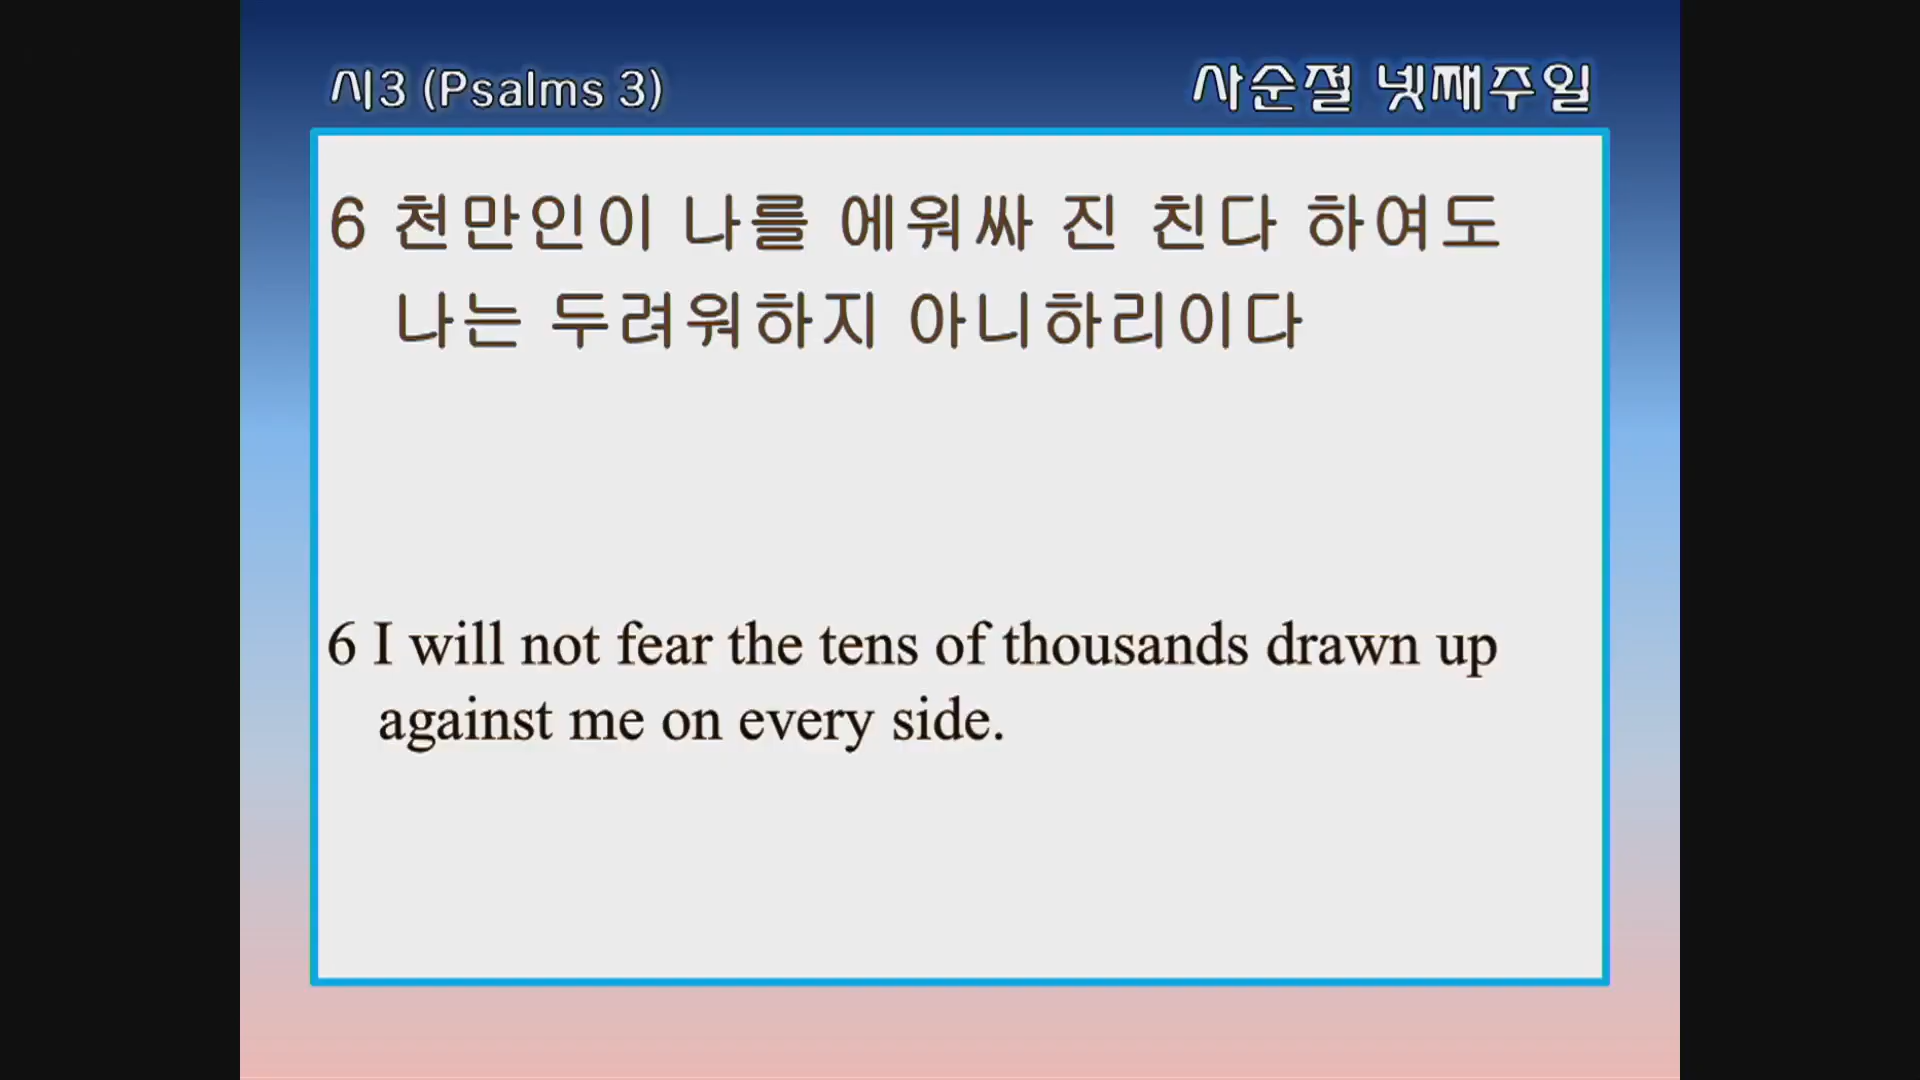 시3 (Psalms 3)
사순절 넷째주일
6 천만인이 나를 에워싸 진 친다 하여도
나는 두려워하지 아니하리이다
6 I will not fear the tens of thousands drawn up
against me on every side.